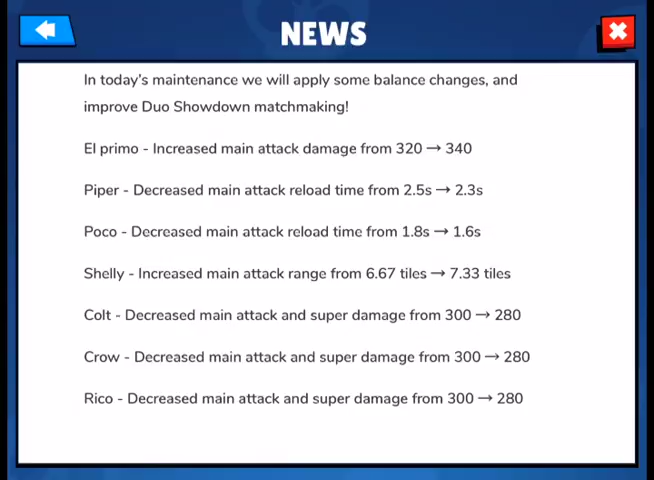 NEWS
In today's maintenance we will apply some balance changes, and
improve Duo Showdown matchmaking!
El primo - Increased main attack damage from 320 → 340
Piper - Decreased main attack reload time from 2.5s → 2.3s
Poco - Decreased main attack reload time from 1.8s → 1.6s
Shelly - Increased main attack range from 6.67 tiles → 7.33 tiles
Colt - Decreased main attack and super damage from 300 → 280
Crow - Decreased main attack and super damage from 300 → 280
Rico - Decreased main attack and super damage from 300 → 280